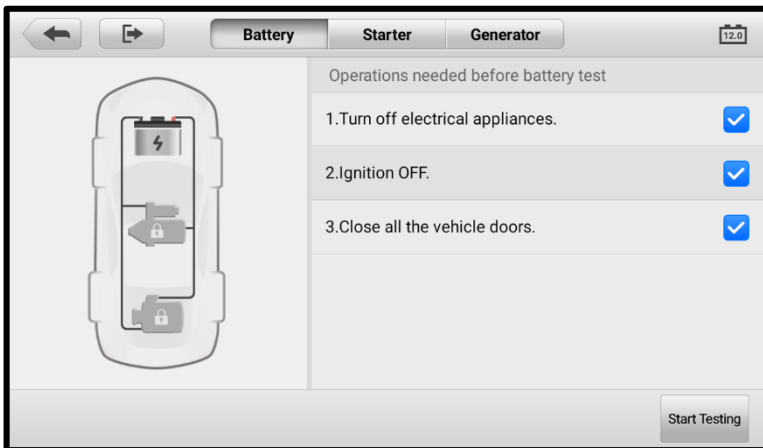 Battery
Starter
Generator
12.0
Operations needed before battery test
1.Turn off electrical appliances.
2.Ignition OFF.
3.Close all the vehicle doors.
Start Testing